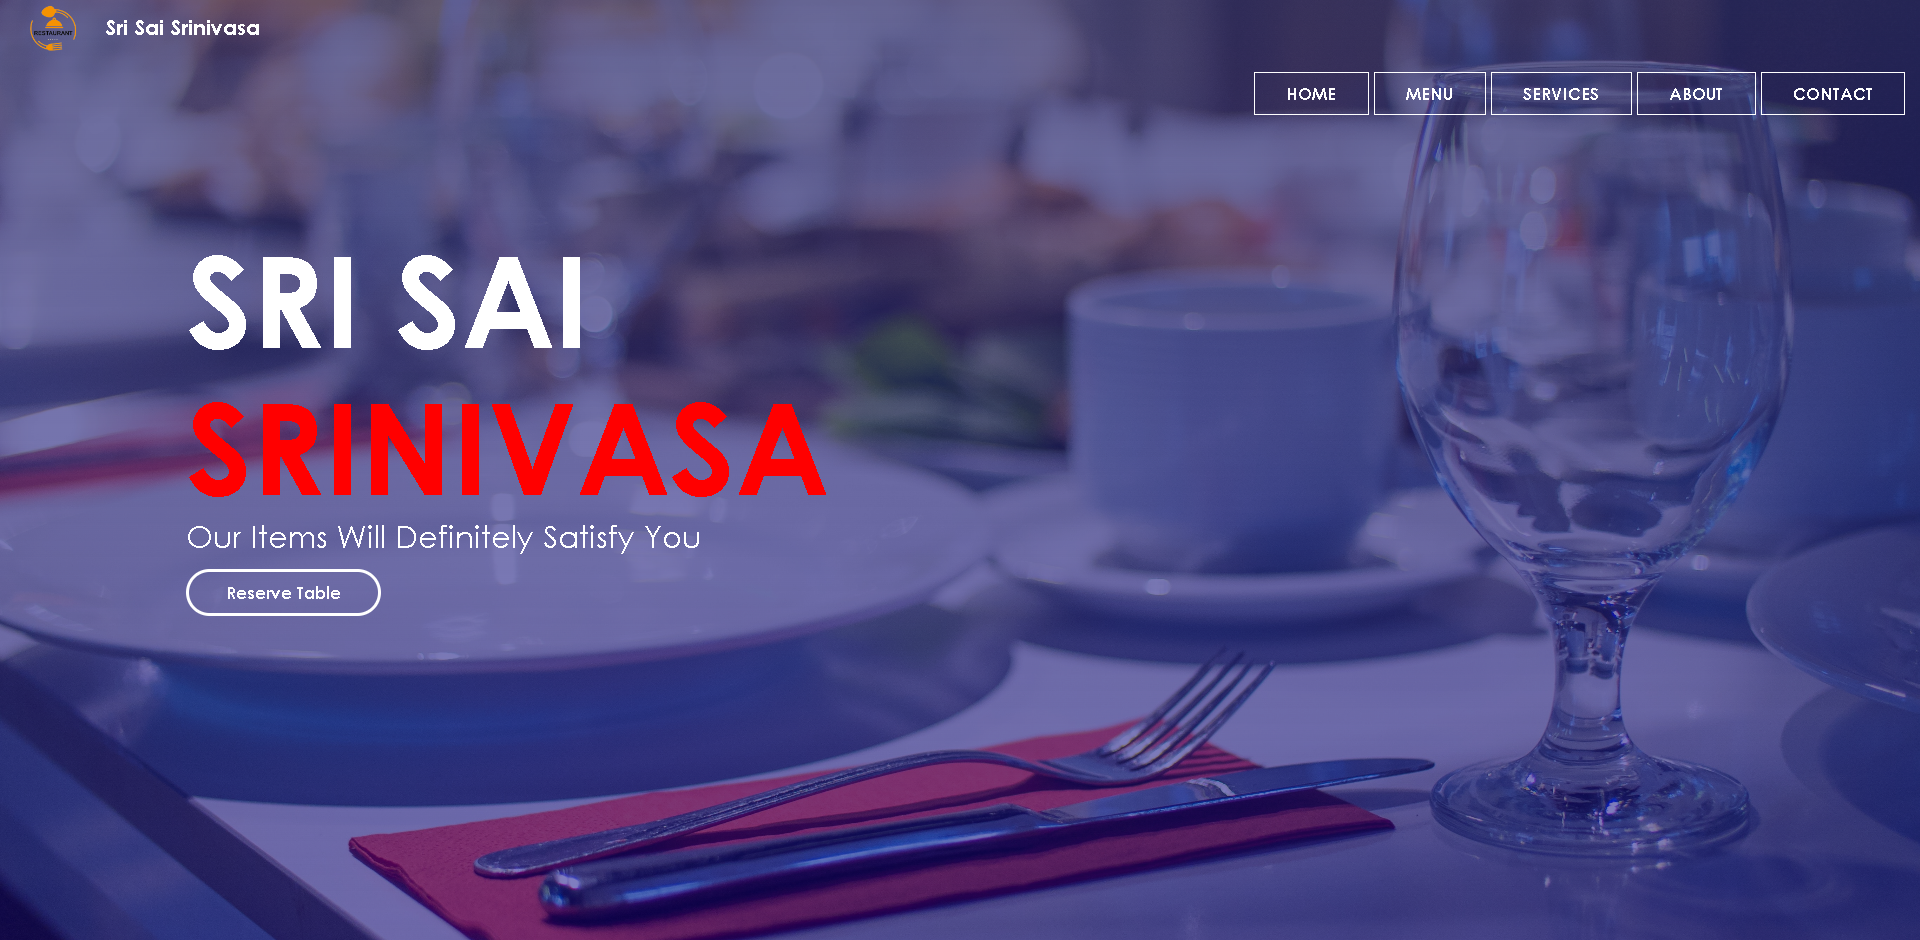 RESTAURANT
Sri Sai Srinivasa
HOME
MENU
SERVICES
ABOUT
CONTACT
SRI SAI
SRINIVASA
Our Items Will Definitely Satisfy You
Reserve Table